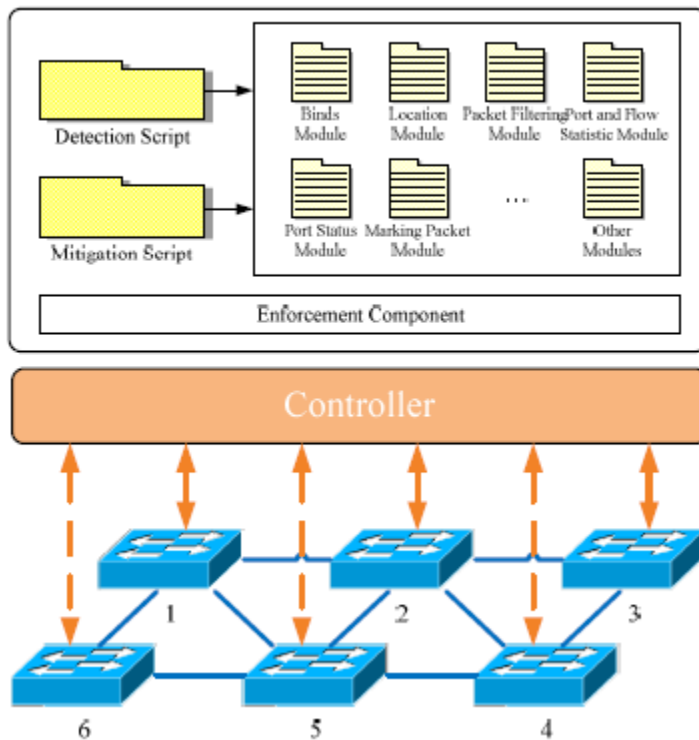 Detection Script
Binds
Module
Location
Module
Packet Filtering
Module
Port and Flow
Statistic Module
Mitigation Script
Port Status
Module
Marking Packet
Module
...
Other
Modules
Enforcement Component
Controller
1
2
3
6
5
4